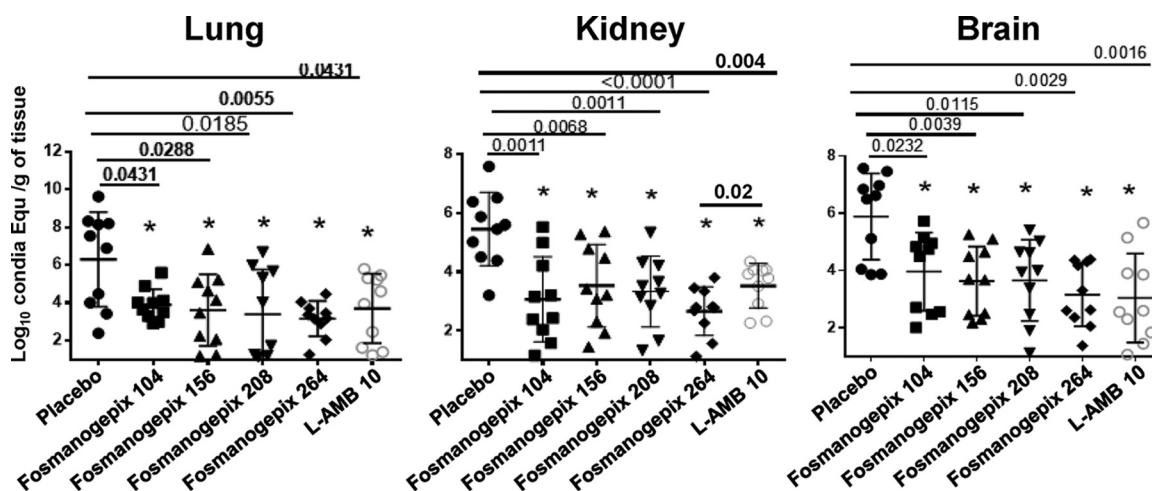 Lung
0.0431
0.0055
0.0185
0.0288
0.0431
Log10 condia Equ /g of tissue
12
10
8
6
4
2
*
*
*
*
*
Placebo
Fosmanogepix 104
Fosmanogepix 156
Fosmanogepix 208
Fosmanogepix 264
L-AMB 10
Kidney
0.004
<0.0001
0.0011
0.0068
0.0011
0.02
8
6
4
2
*
*
*
*
*
Placebo
Fosmanogepix 104
Fosmanogepix 156
Fosmanogepix 208
Fosmanogepix 264
L-AMB 10
Brain
0.0016
0.0029
0.0115
0.0039
0.0232
8
6
4
2
*
*
*
*
*
Placebo
Fosmanogepix 104
Fosmanogepix 156
Fosmanogepix 208
Fosmanogepix 264
L-AMB 10